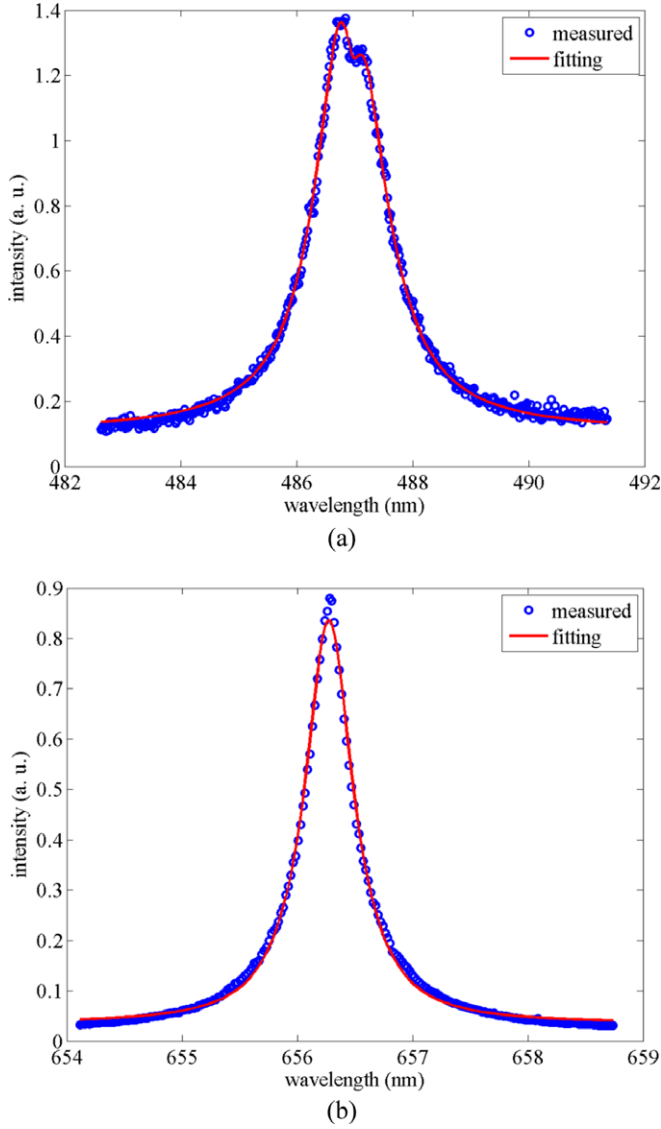 1.4
1.2
1
0.8
0.6
0.4
0.2
0
intensity (a. u.)
measured
fitting
482 484 486 488 490 492
wavelength (nm)
(a)
0.9
0.8
0.7
0.6
0.5
0.4
0.3
0.2
0.1
0
intensity (a. u.)
measured
fitting
654 655 656 657 658 659
wavelength (nm)
(b)